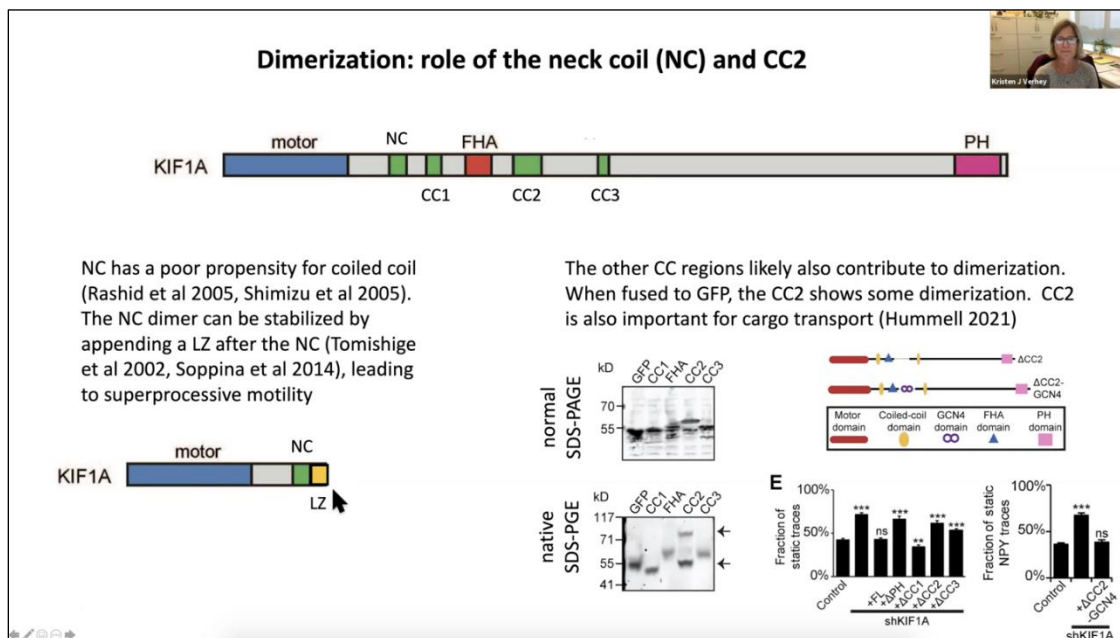 Dimerization: role of the neck coil (NC) and CC2
Kristen J Verhey
motor NC FHA PH
KIF1A
CC1 CC2 CC3
NC has a poor propensity for coiled coil
(Rashid et al 2005, Shimizu et al 2005).
The NC dimer can be stabilized by
appending a LZ after the NC (Tomishige
et al 2002, Soppina et al 2014), leading
to superprocessive motility
motor NC
KIF1A
LZ
The other CC regions likely also contribute to dimerization.
When fused to GFP, the CC2 shows some dimerization. CC2
is also important for cargo transport (Hummell 2021)
normal
SDS-PAGE
kD GFP CC1 FHA CC2 CC3
70
55
native
SDS-PGE
kD GFP CC1 FHA CC2 CC3
117
71
55
41
ΔCC2
ΔCC2-
GCN4
Motor domain
Coiled-coil domain
GCN4 domain
FHA domain
PH domain
E
Fraction of
static traces
100%
50%
0%
*** ns *** ** *** ***
Control +FL +ΔPH +ΔCC1 +ΔCC2 +ΔCC3
shKIF1A
Fraction of static
NPY traces
100%
50%
0%
*** ns
Control +ΔCC2
-GCN4
shKIF1A